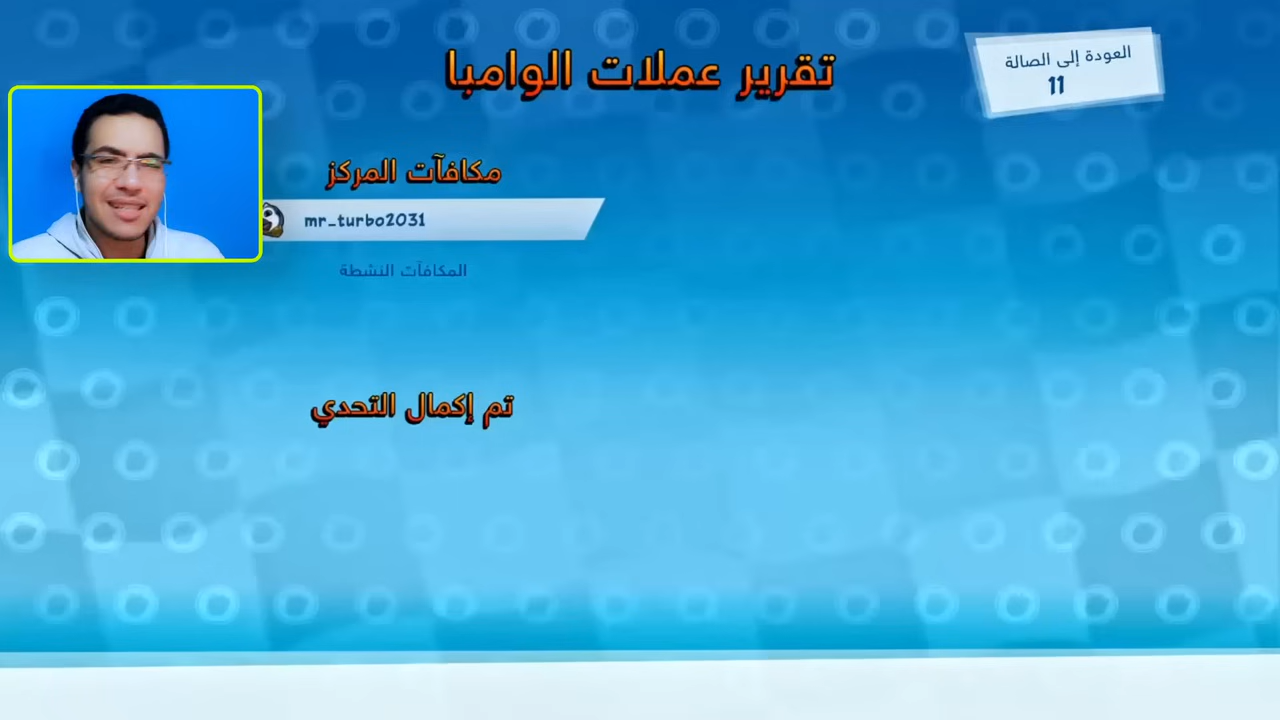 تقرير عملات الوامبا
العودة إلى الصالة
11
مكافآت المركز
mr_turbo2031
المكافآت النشطة
تم إكمال التحدي